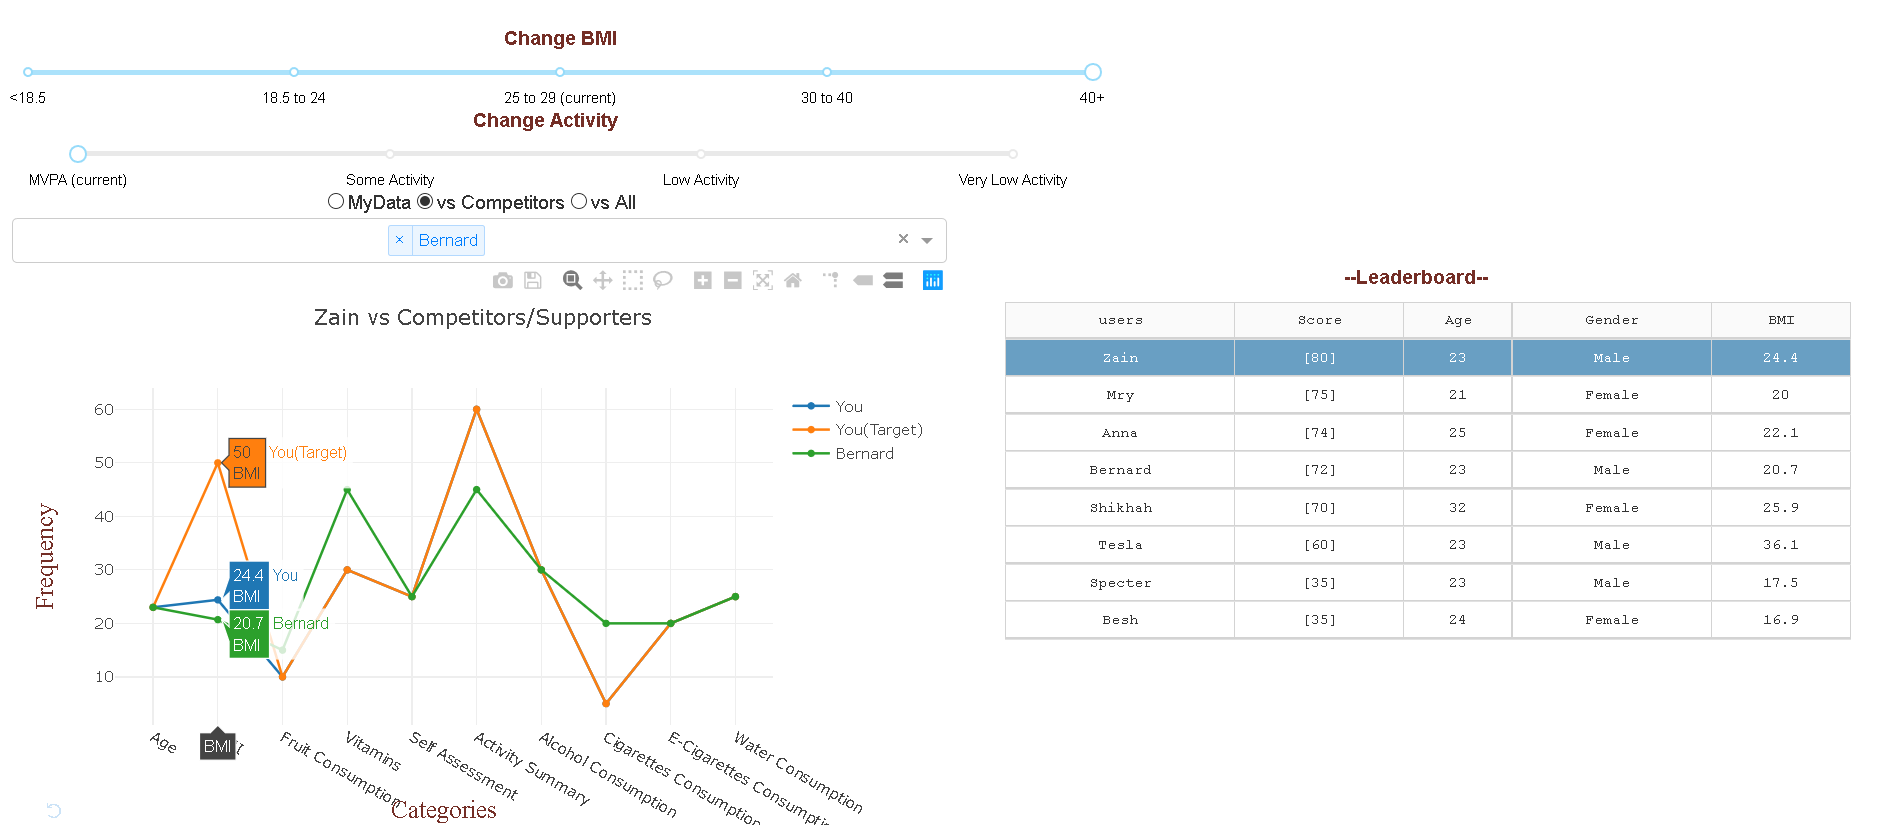 Change BMI
<18.5 18.5 to 24 25 to 29 (current) 30 to 40 40+
Change Activity
MVPA (current) Some Activity Low Activity Very Low Activity
MyData vs Competitors vs All
× Bernard ×
Zain vs Competitors/Supporters
60
50
40
30
20
10
Frequency
50 You(Target)
BMI
24.4 You
BMI
20.7 Bernard
BMI
You
You(Target)
Bernard
Age
BMI
Fruit Consumption
Vitamins
Self Assessment
Activity Summary
Alcohol Consumption
Cigarettes Consumption
E-Cigarettes Consumptio
Water Consumption
Categories
--Leaderboard--
users Score Age Gender BMI
Zain [80] 23 Male 24.4
Mry [75] 21 Female 20
Anna [74] 25 Female 22.1
Bernard [72] 23 Male 20.7
Shikhah [70] 32 Female 25.9
Tesla [60] 23 Male 36.1
Specter [35] 23 Male 17.5
Besh [35] 24 Female 16.9